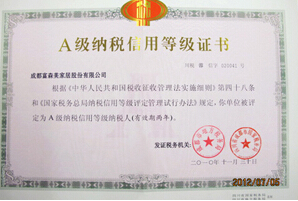 A级纳税信用等级证书
成都富森美家居股份有限公司
根据《中华人民共和国税收征收管理法实施细则》第四十八条
和《国家税务总局纳税信用等级评定管理试行办法》规定，你单位被评定
为A级纳税信用等级纳税人(有效期两年)。
发证税务机关
二〇一〇年十一月二十日
2012/07/05